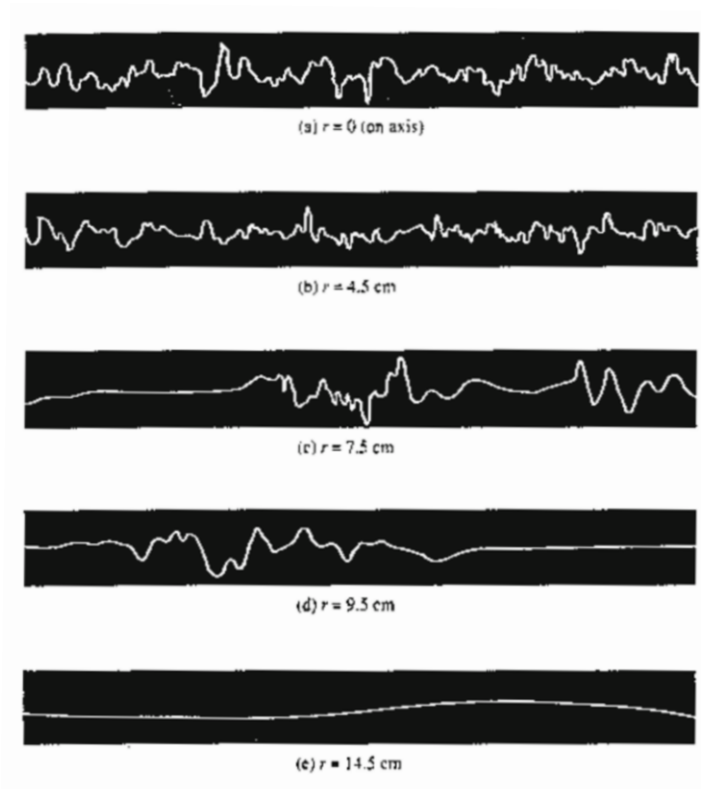 (a) r = 0 (on axis)
(b) r = 4.5 cm
(c) r = 7.5 cm
(d) r = 9.5 cm
(e) r = 14.5 cm